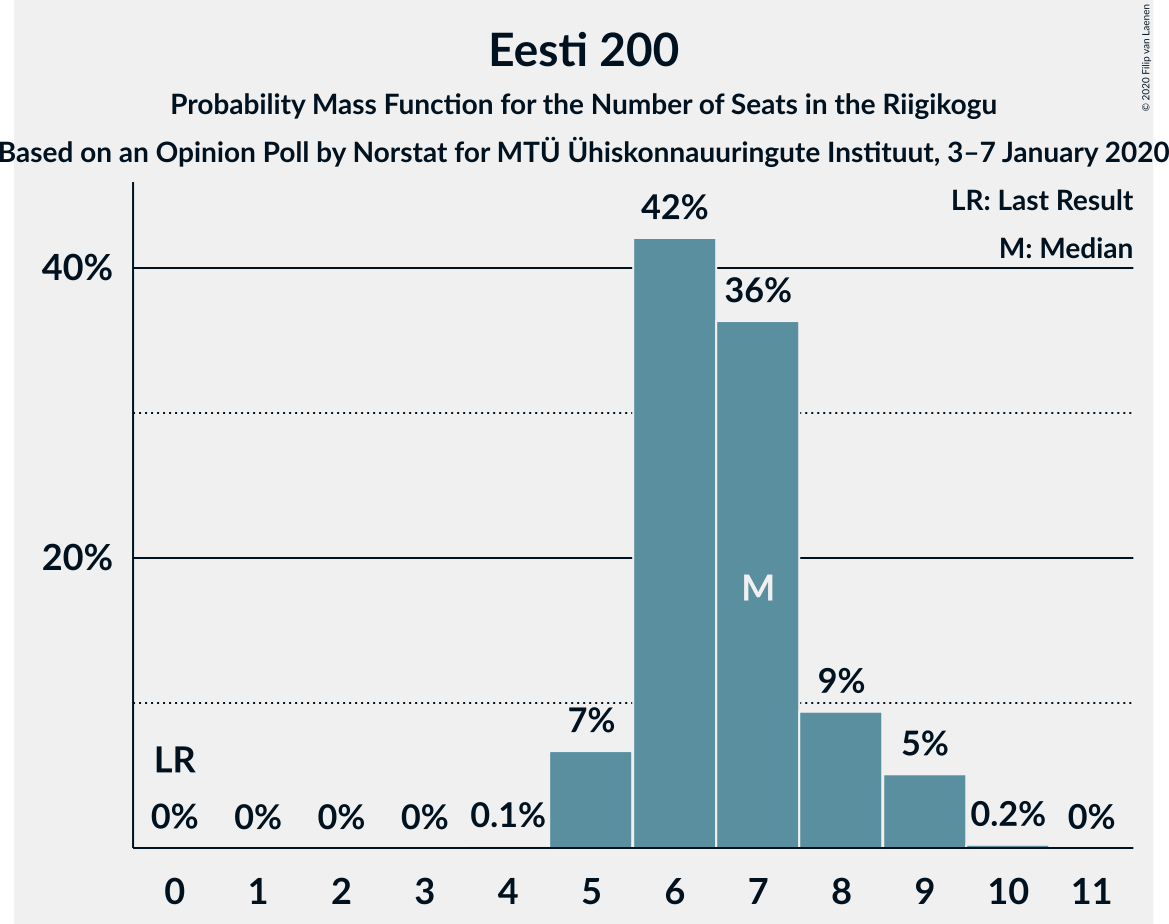 Eesti 200
Probability Mass Function for the Number of Seats in the Riigikogu
Based on an Opinion Poll by Norstat for MTÜ Ühiskonnauuringute Instituut, 3–7 January 2020
© 2020 Filip van Laenen
LR: Last Result
M: Median
42%
40%
36%
20%
M
9%
7%
5%
LR
0% 0% 0% 0% 0.1% 0.2% 0%
0 1 2 3 4 5 6 7 8 9 10 11